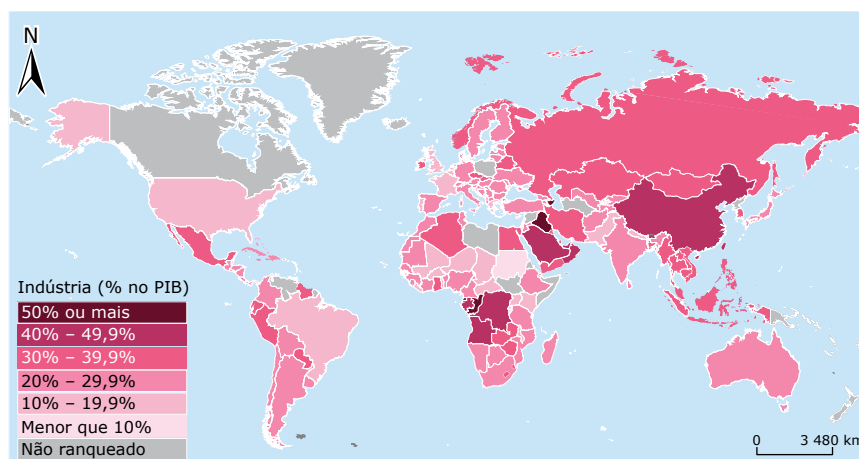 N
Indústria (% no PIB)
50% ou mais
40% – 49,9%
30% – 39,9%
20% – 29,9%
10% – 19,9%
Menor que 10%
Não ranqueado
0 3 480 km